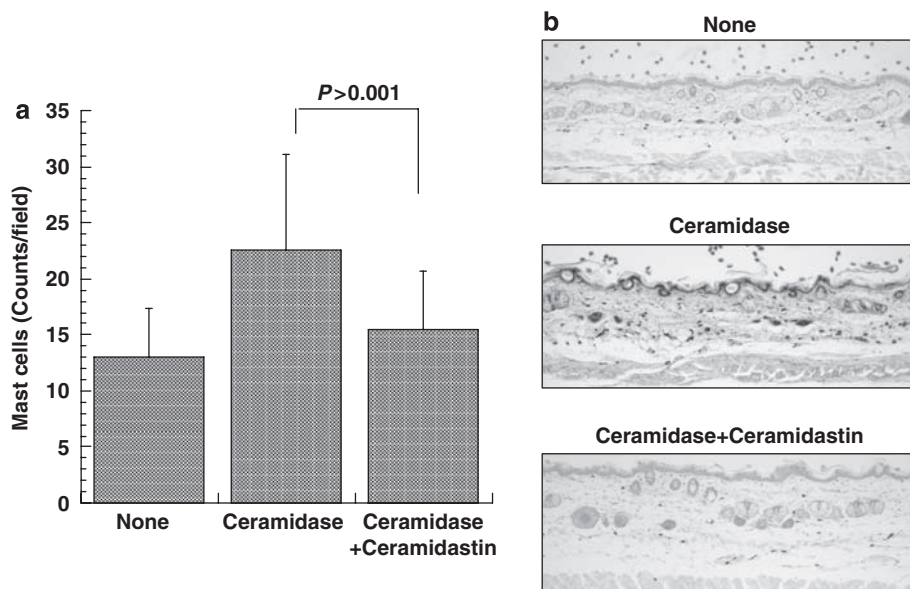 a
P>0.001
Mast cells (Counts/field)
35
30
25
20
15
10
5
0
None
Ceramidase
Ceramidase
+Ceramidastin
b
None
Ceramidase
Ceramidase+Ceramidastin